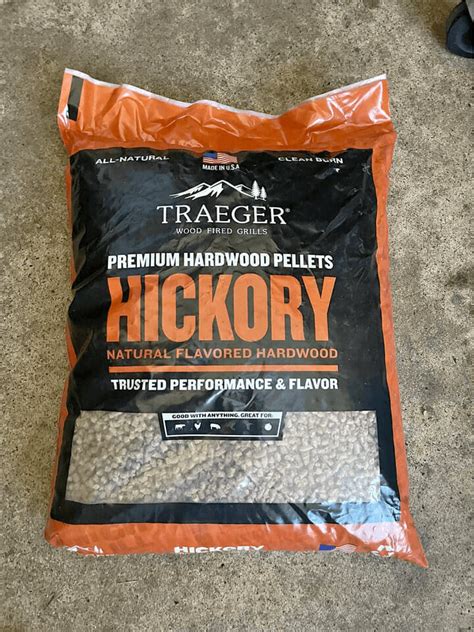 ALL-NATURAL
MADE IN U.S.A
CLEAN BURN
TRAEGER®
WOOD FIRED GRILLS
PREMIUM HARDWOOD PELLETS
HICKORY
NATURAL FLAVORED HARDWOOD
TRUSTED PERFORMANCE & FLAVOR
GOOD WITH ANYTHING. GREAT FOR:
HICKORY